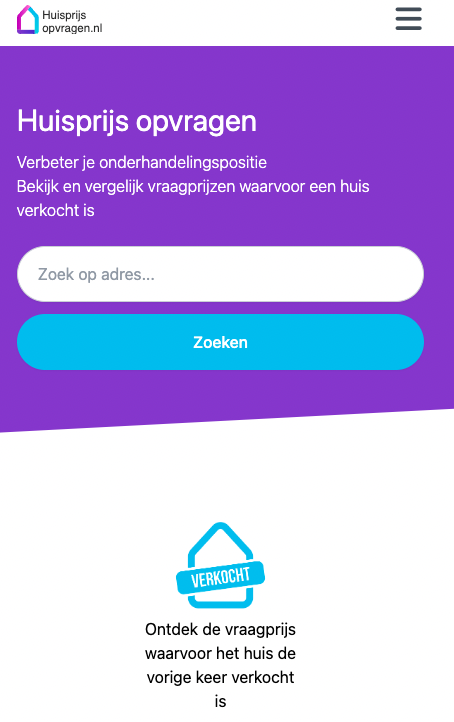 Huisprijs
opvragen.nl
Huisprijs opvragen
Verbeter je onderhandelingspositie
Bekijk en vergelijk vraagprijzen waarvoor een huis
verkocht is
Zoek op adres...
Zoeken
VERKOCHT
Ontdek de vraagprijs
waarvoor het huis de
vorige keer verkocht
is